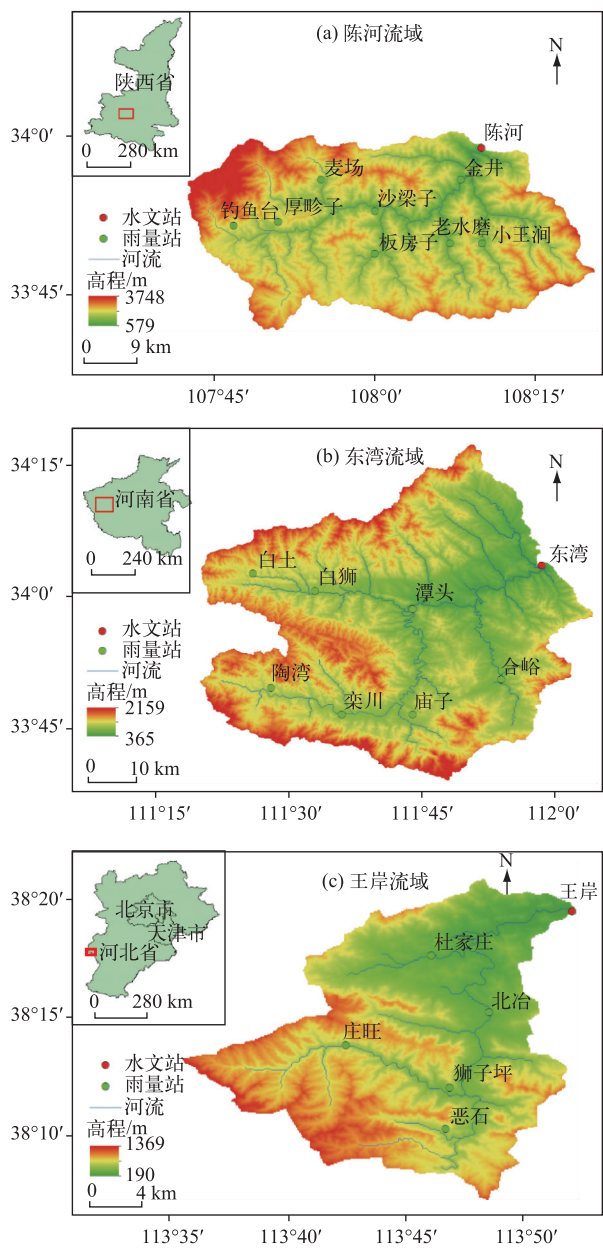 (a) 陈河流域
N
陕西省
0 280 km
34°0′
33°45′
陈河
金井
麦场
沙梁子
厚畛子
钓鱼台
老水磨
小王涧
板房子
水文站
雨量站
河流
高程/m
3748
579
0 9 km
107°45′ 108°0′ 108°15′
(b) 东湾流域
N
河南省
0 240 km
34°15′
34°0′
33°45′
东湾
白土
白狮
潭头
合峪
陶湾
栾川
庙子
水文站
雨量站
河流
高程/m
2159
365
0 10 km
111°15′ 111°30′ 111°45′ 112°0′
(c) 王岸流域
N
北京市
天津市
河北省
0 280 km
38°20′
38°15′
38°10′
王岸
杜家庄
北冶
庄旺
狮子坪
恶石
水文站
雨量站
河流
高程/m
1369
190
0 4 km
113°35′ 113°40′ 113°45′ 113°50′